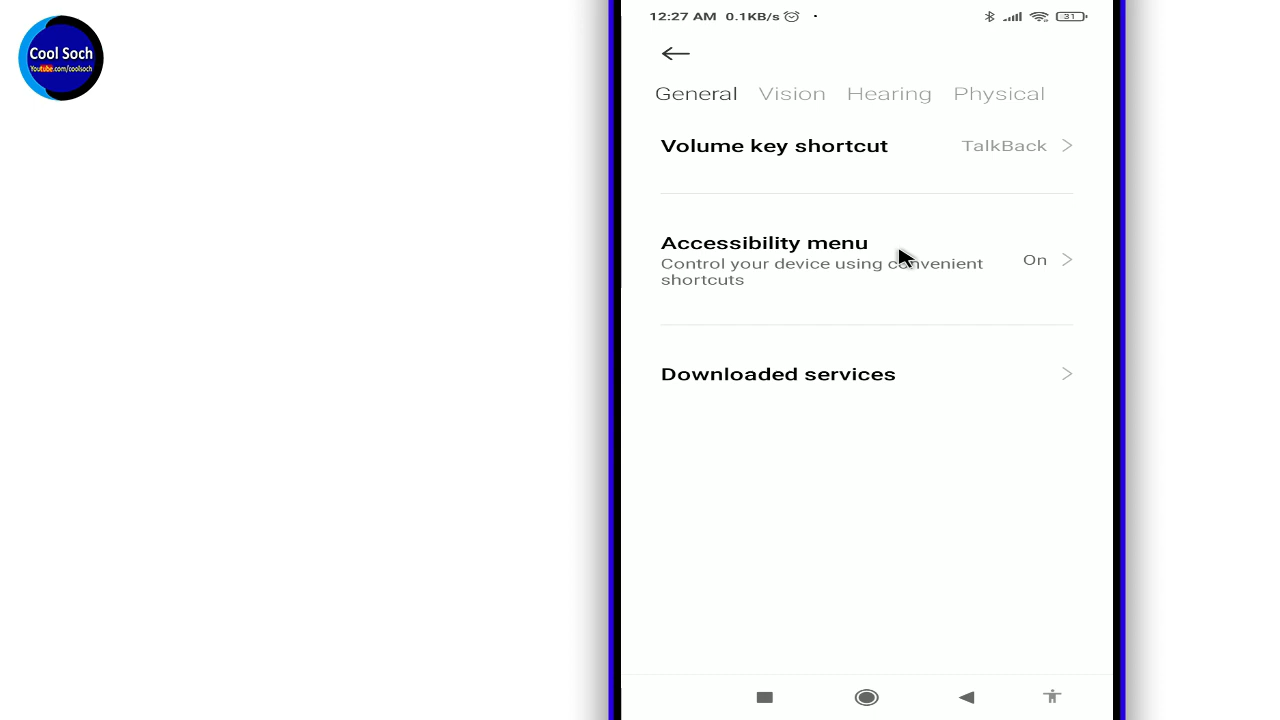 Cool Soch
Youtube.com/coolsoch
12:27 AM 0.1KB/s
31
General Vision Hearing Physical
Volume key shortcut TalkBack
Accessibility menu
Control your device using convenient
shortcuts
On
Downloaded services